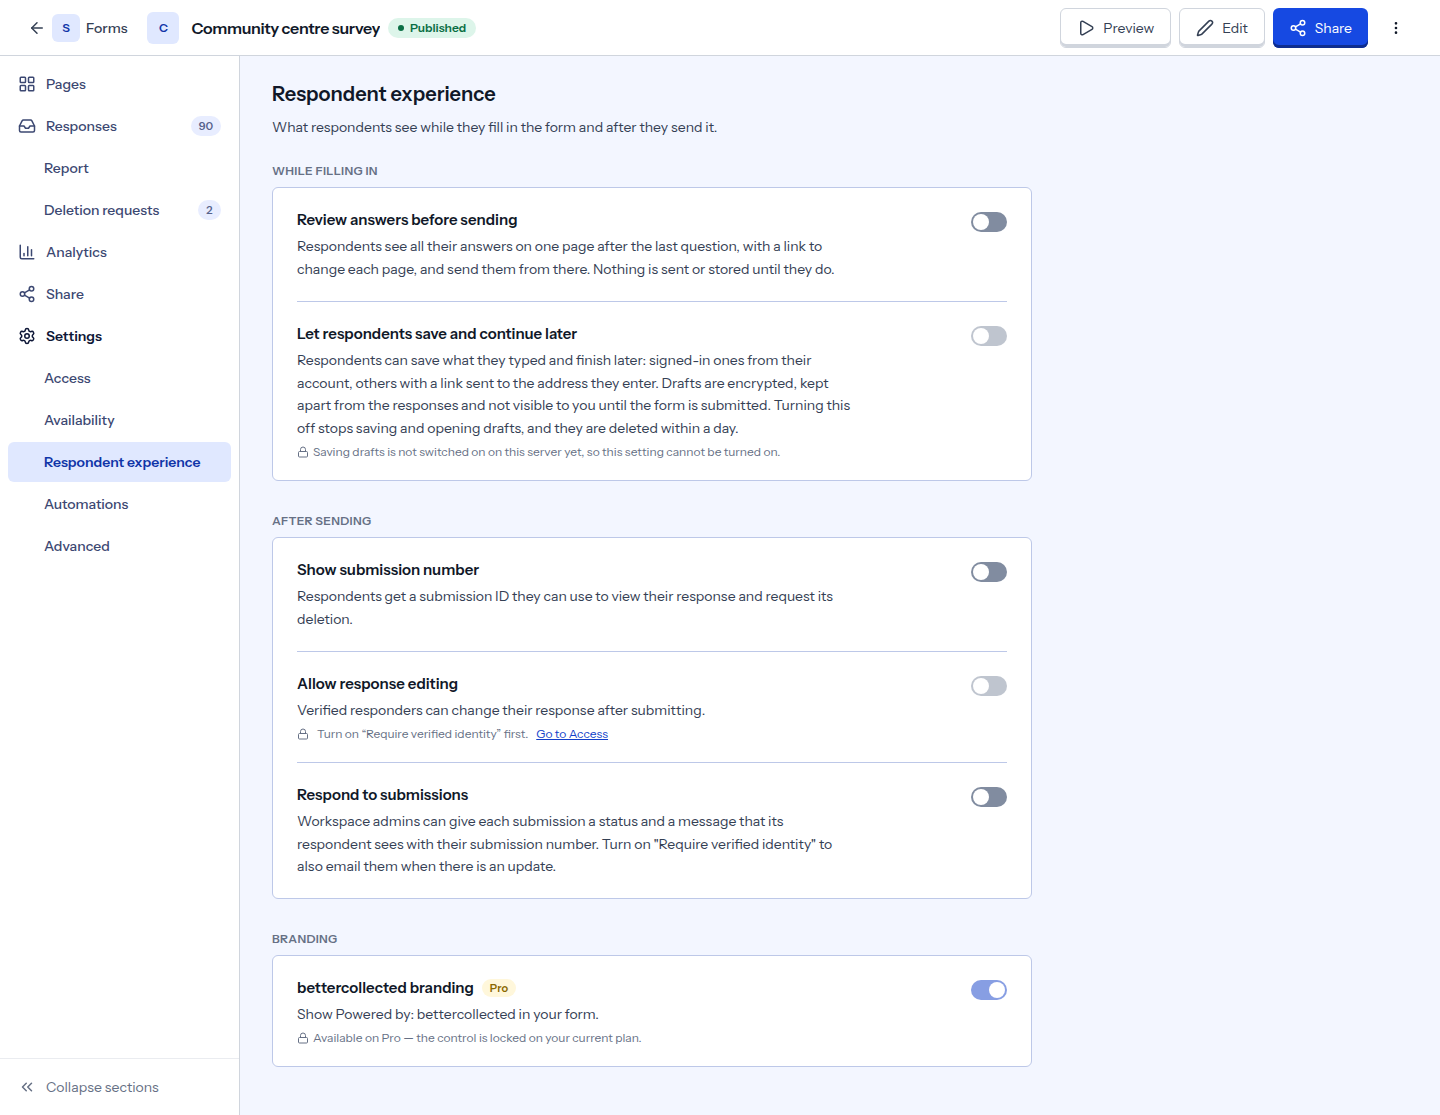 S Forms C Community centre survey Published Preview Edit Share
Pages
Responses 90
Report
Deletion requests 2
Analytics
Share
Settings
Access
Availability
Respondent experience
Automations
Advanced
Collapse sections
Respondent experience
What respondents see while they fill in the form and after they send it.
WHILE FILLING IN
Review answers before sending
Respondents see all their answers on one page after the last question, with a link to
change each page, and send them from there. Nothing is sent or stored until they do.
Let respondents save and continue later
Respondents can save what they typed and finish later: signed-in ones from their
account, others with a link sent to the address they enter. Drafts are encrypted, kept
apart from the responses and not visible to you until the form is submitted. Turning this
off stops saving and opening drafts, and they are deleted within a day.
Saving drafts is not switched on on this server yet, so this setting cannot be turned on.
AFTER SENDING
Show submission number
Respondents get a submission ID they can use to view their response and request its
deletion.
Allow response editing
Verified responders can change their response after submitting.
Turn on “Require verified identity” first. Go to Access
Respond to submissions
Workspace admins can give each submission a status and a message that its
respondent sees with their submission number. Turn on "Require verified identity" to
also email them when there is an update.
BRANDING
bettercollected branding Pro
Show Powered by: bettercollected in your form.
Available on Pro — the control is locked on your current plan.